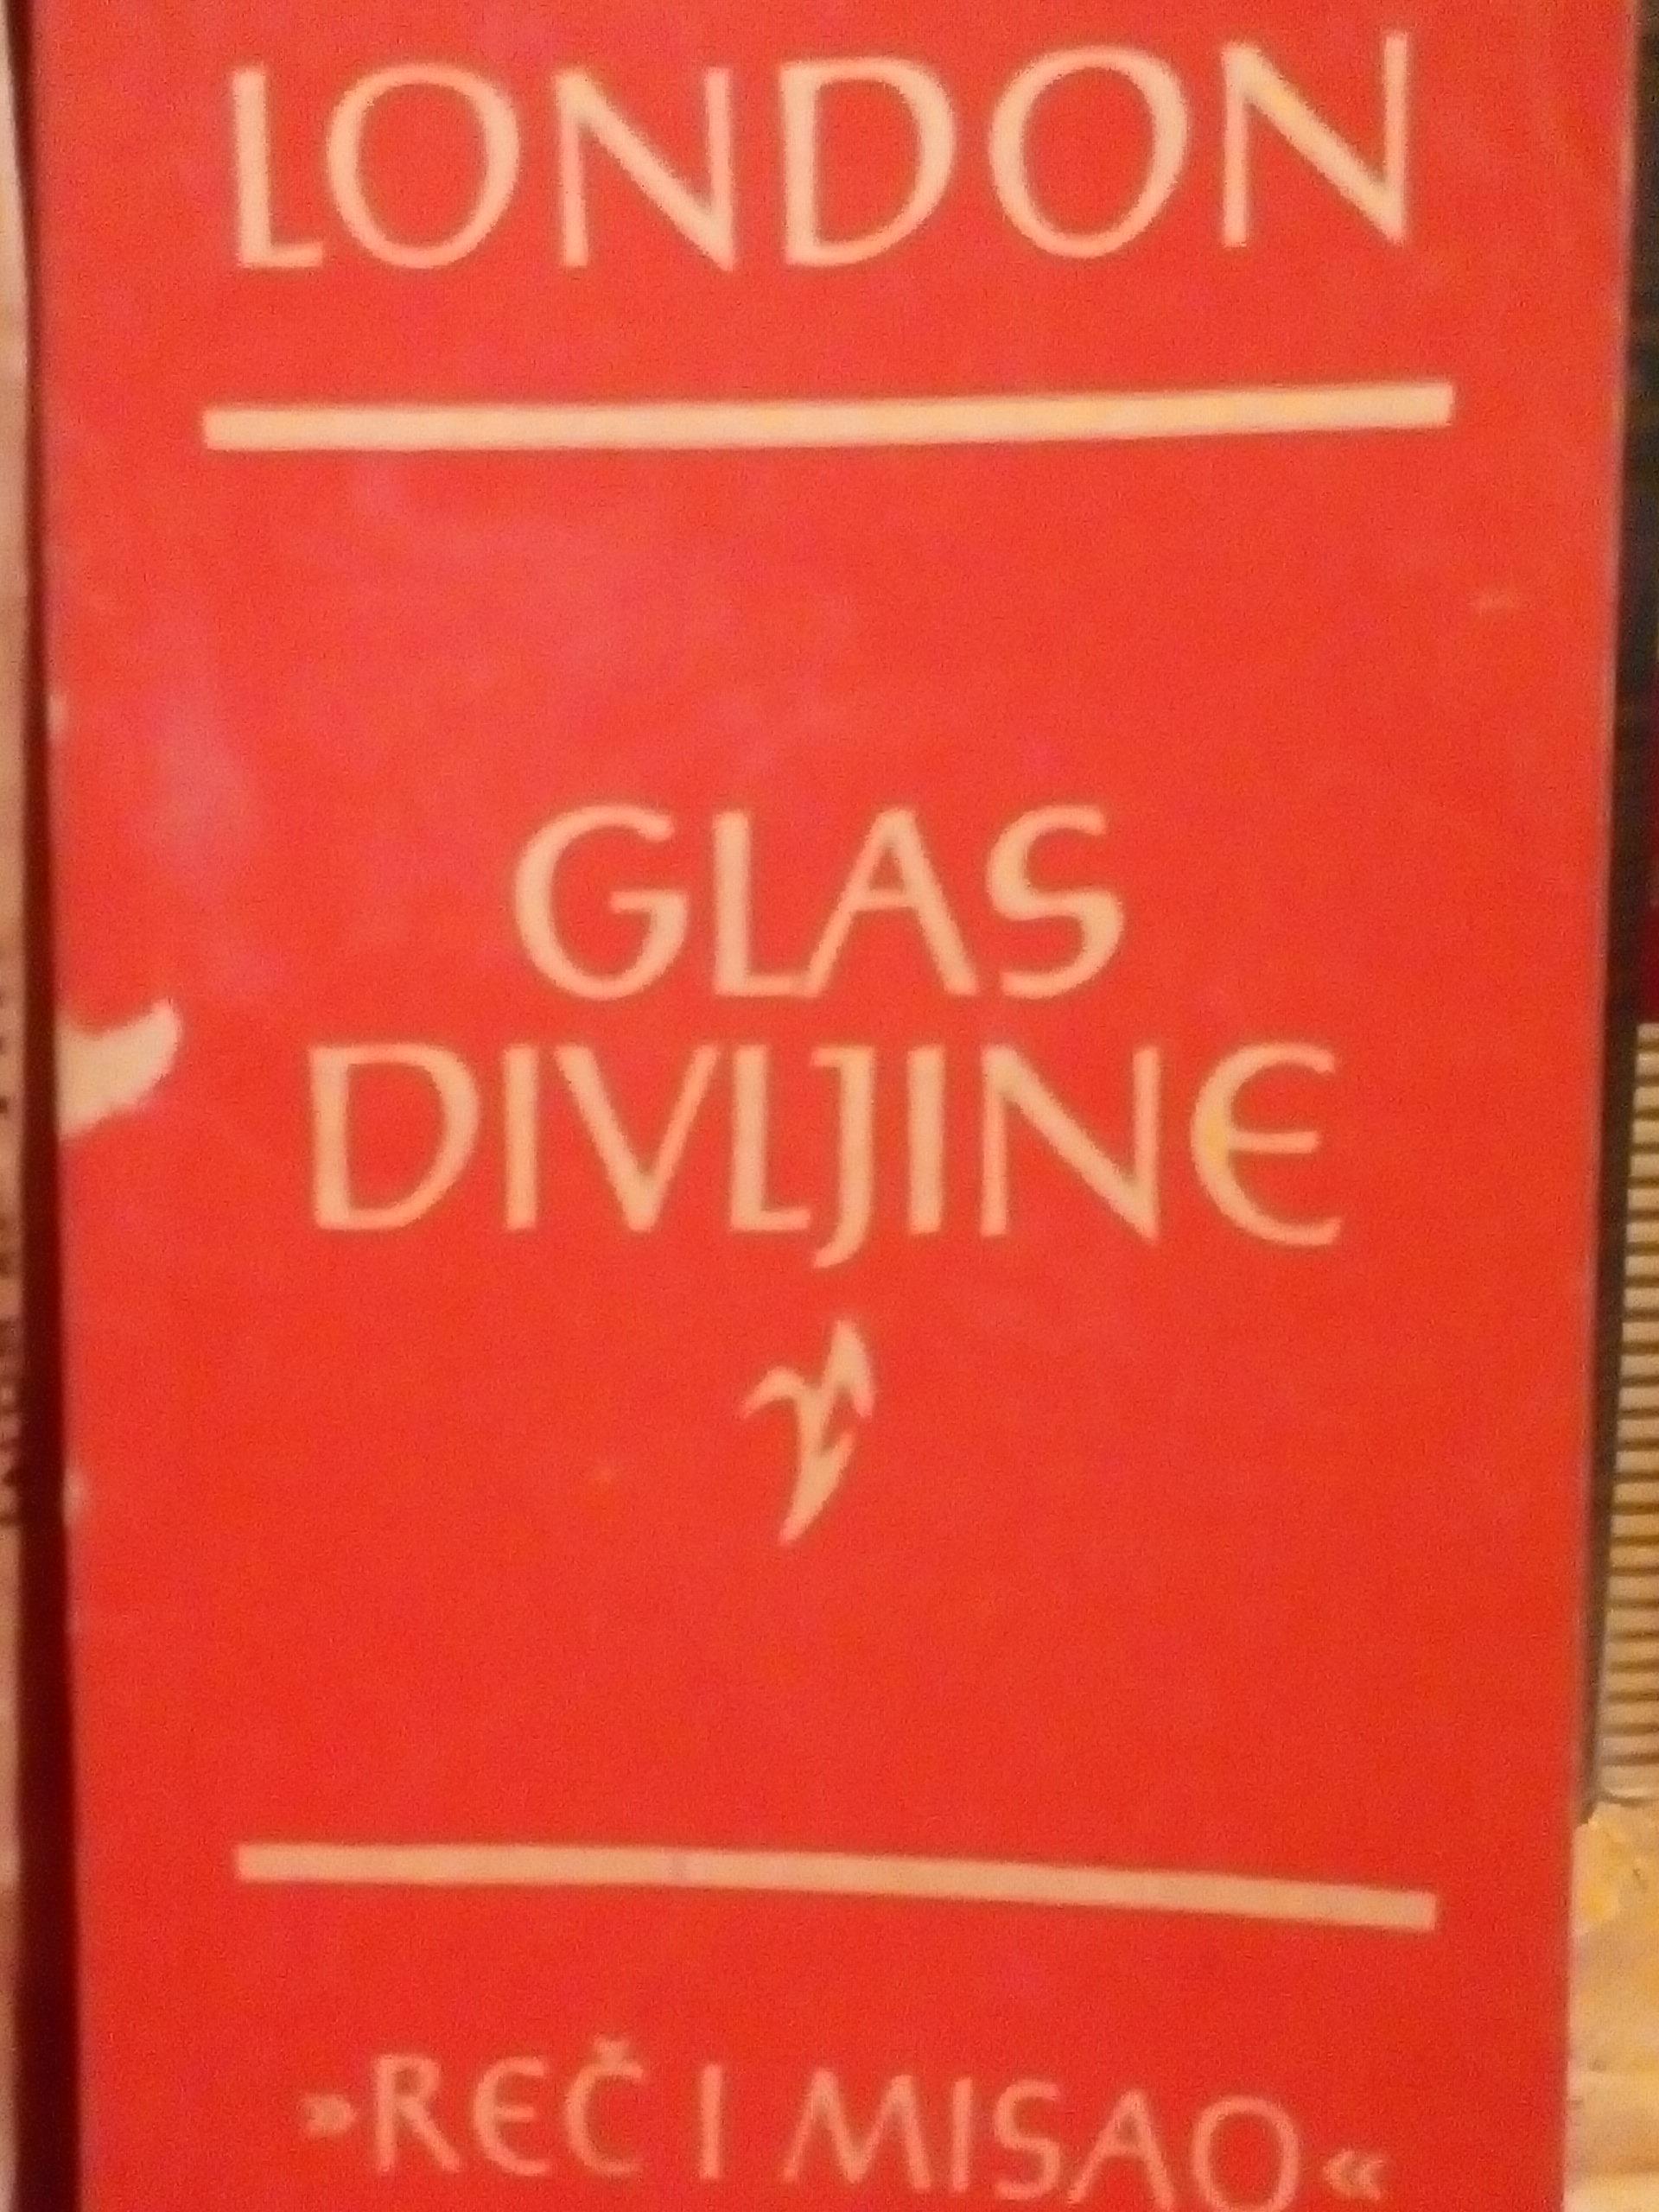 LONDON
GLAS
DIVLJINE
»REČ I MISAO«